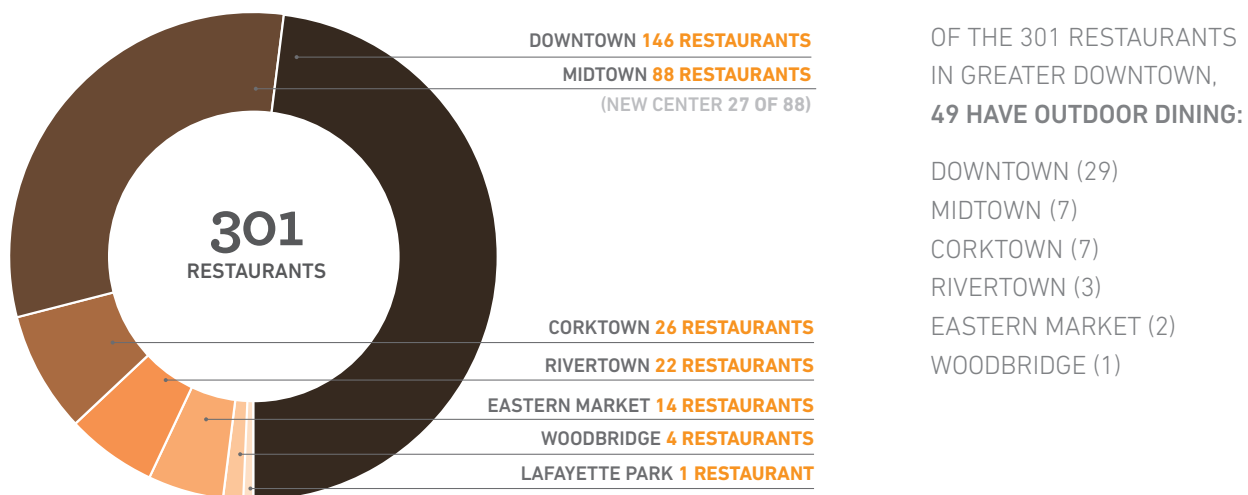 DOWNTOWN 146 RESTAURANTS
MIDTOWN 88 RESTAURANTS
(NEW CENTER 27 OF 88)
301
RESTAURANTS
CORKTOWN 26 RESTAURANTS
RIVERTOWN 22 RESTAURANTS
EASTERN MARKET 14 RESTAURANTS
WOODBRIDGE 4 RESTAURANTS
LAFAYETTE PARK 1 RESTAURANT
OF THE 301 RESTAURANTS
IN GREATER DOWNTOWN,
49 HAVE OUTDOOR DINING:
DOWNTOWN (29)
MIDTOWN (7)
CORKTOWN (7)
RIVERTOWN (3)
EASTERN MARKET (2)
WOODBRIDGE (1)